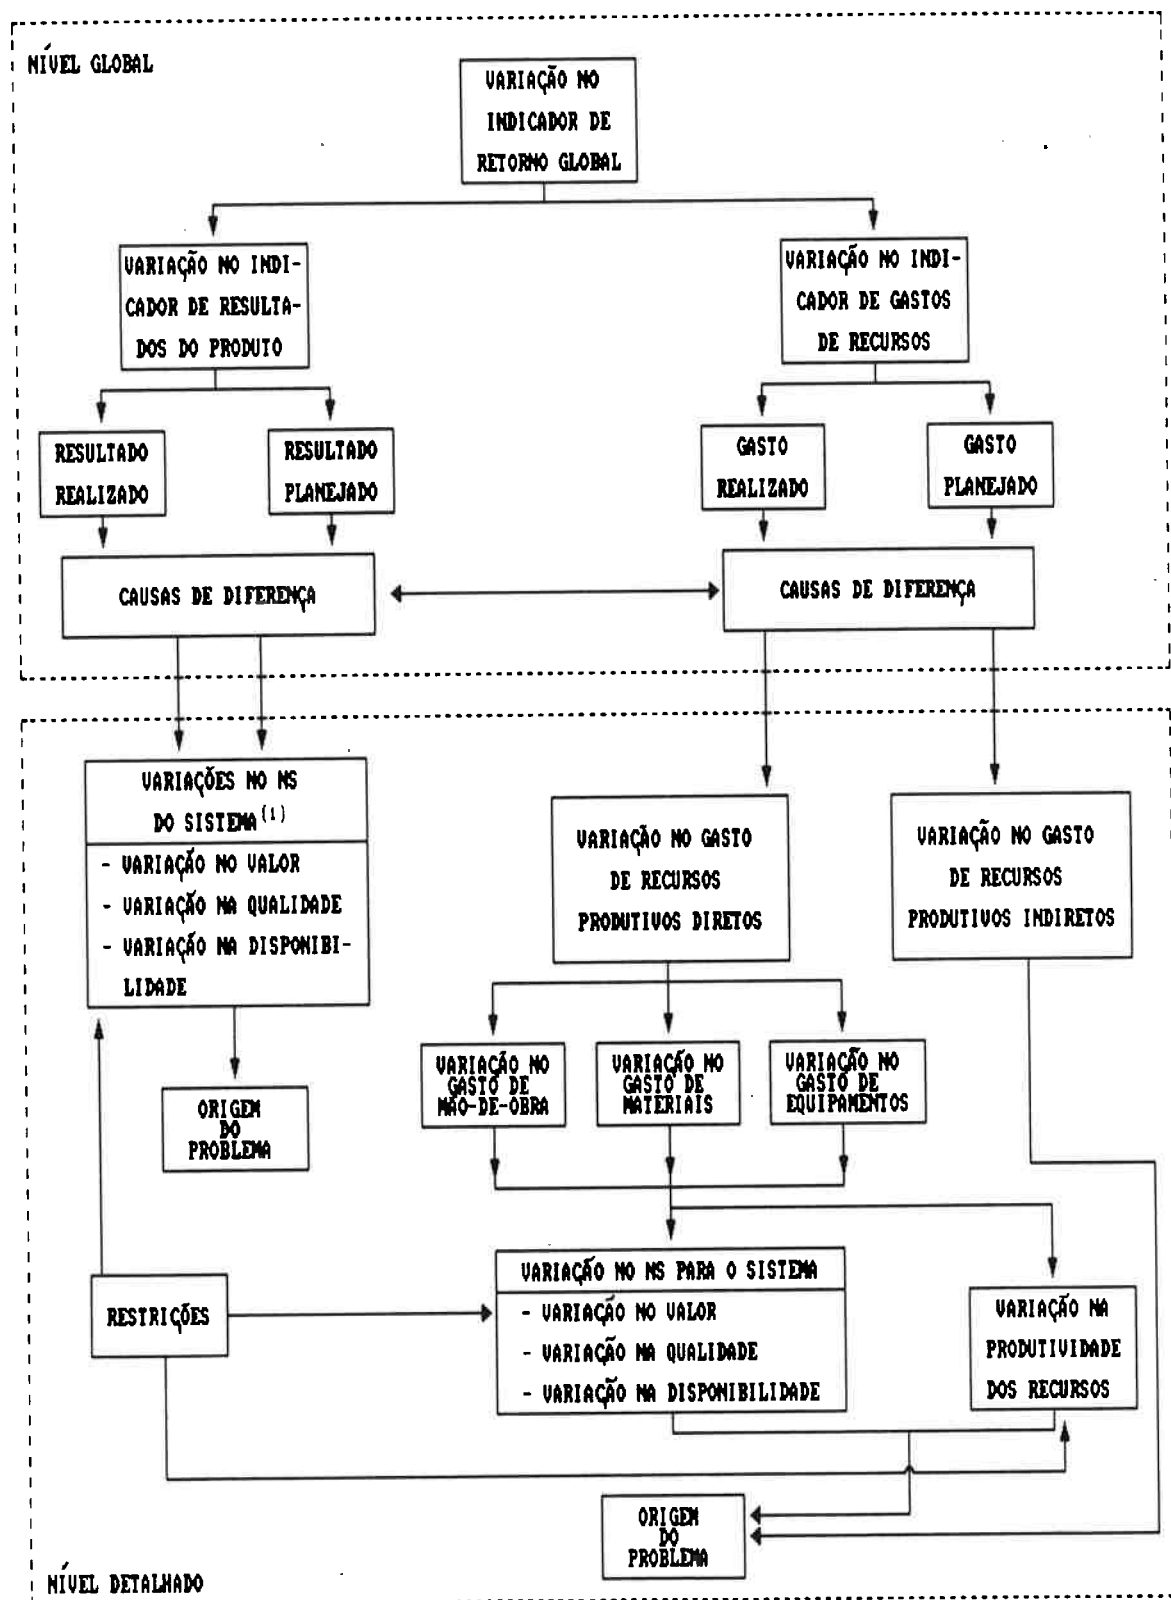 NÍVEL GLOBAL
VARIAÇÃO NO
INDICADOR DE
RETORNO GLOBAL
VARIAÇÃO NO INDI-
CADOR DE RESULTA-
DOS DO PRODUTO
VARIAÇÃO NO INDI-
CADOR DE GASTOS
DE RECURSOS
RESULTADO
REALIZADO
RESULTADO
PLANEJADO
GASTO
REALIZADO
GASTO
PLANEJADO
CAUSAS DE DIFERENÇA
CAUSAS DE DIFERENÇA
VARIAÇÕES NO NS
DO SISTEMA (1)
- VARIAÇÃO NO VALOR
- VARIAÇÃO NA QUALIDADE
- VARIAÇÃO NA DISPONIBI-
LIDADE
VARIAÇÃO NO GASTO
DE RECURSOS
PRODUTIVOS DIRETOS
VARIAÇÃO NO GASTO
DE RECURSOS
PRODUTIVOS INDIRETOS
ORIGEM
DO
PROBLEMA
VARIAÇÃO NO
GASTO DE
MÃO-DE-OBRA
VARIAÇÃO NO
GASTO DE
MATERIAIS
VARIAÇÃO NO
GASTO DE
EQUIPAMENTOS
RESTRIÇÕES
VARIAÇÃO NO NS PARA O SISTEMA
- VARIAÇÃO NO VALOR
- VARIAÇÃO NA QUALIDADE
- VARIAÇÃO NA DISPONIBILIDADE
VARIAÇÃO NA
PRODUTIVIDADE
DOS RECURSOS
ORIGEM
DO
PROBLEMA
NÍVEL DETALHADO